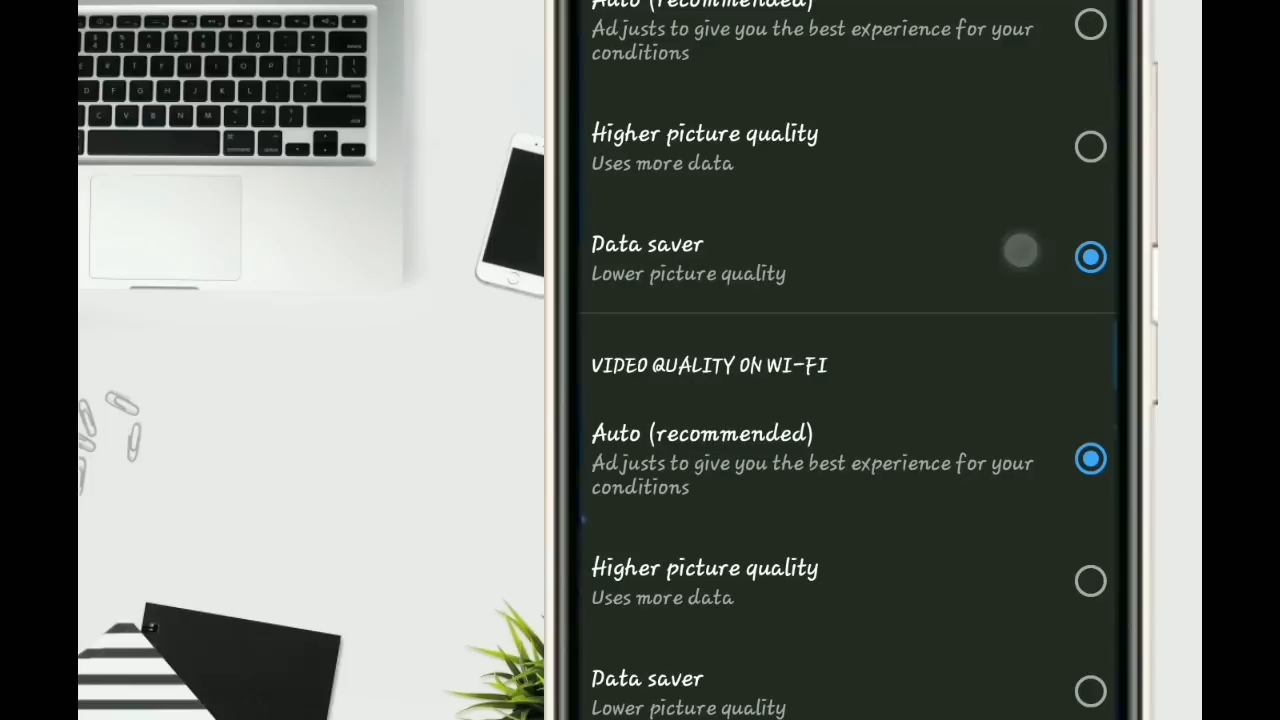 Auto (recommended)
Adjusts to give you the best experience for your
conditions
Higher picture quality
Uses more data
Data saver
Lower picture quality
VIDEO QUALITY ON WI-FI
Auto (recommended)
Adjusts to give you the best experience for your
conditions
Higher picture quality
Uses more data
Data saver
Lower picture quality